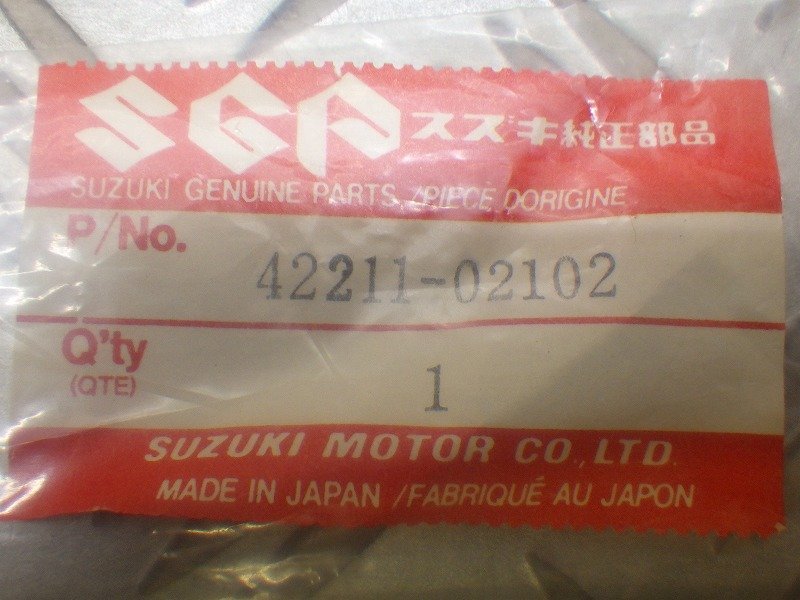 SGP スズキ純正部品
SUZUKI GENUINE PARTS /PIÈCE DORIGINE
P/No. 42211-02102
Q'ty 1
(QTE)
SUZUKI MOTOR CO., LTD.
MADE IN JAPAN /FABRIQUÉ AU JAPON